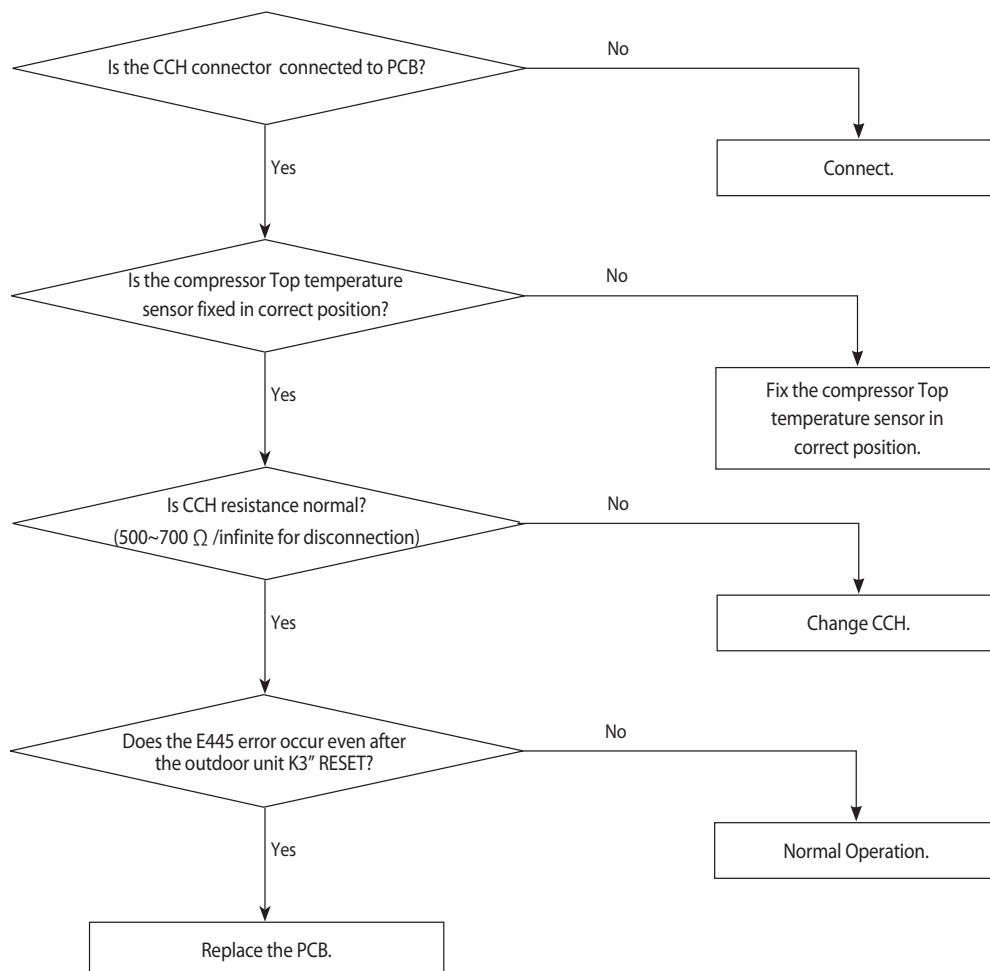 Is the CCH connector connected to PCB?
No
Connect.
Yes
Is the compressor Top temperature
sensor fixed in correct position?
No
Fix the compressor Top
temperature sensor in
correct position.
Yes
Is CCH resistance normal?
(500~700 Ω /infinite for disconnection)
No
Change CCH.
Yes
Does the E445 error occur even after
the outdoor unit K3” RESET?
No
Normal Operation.
Yes
Replace the PCB.